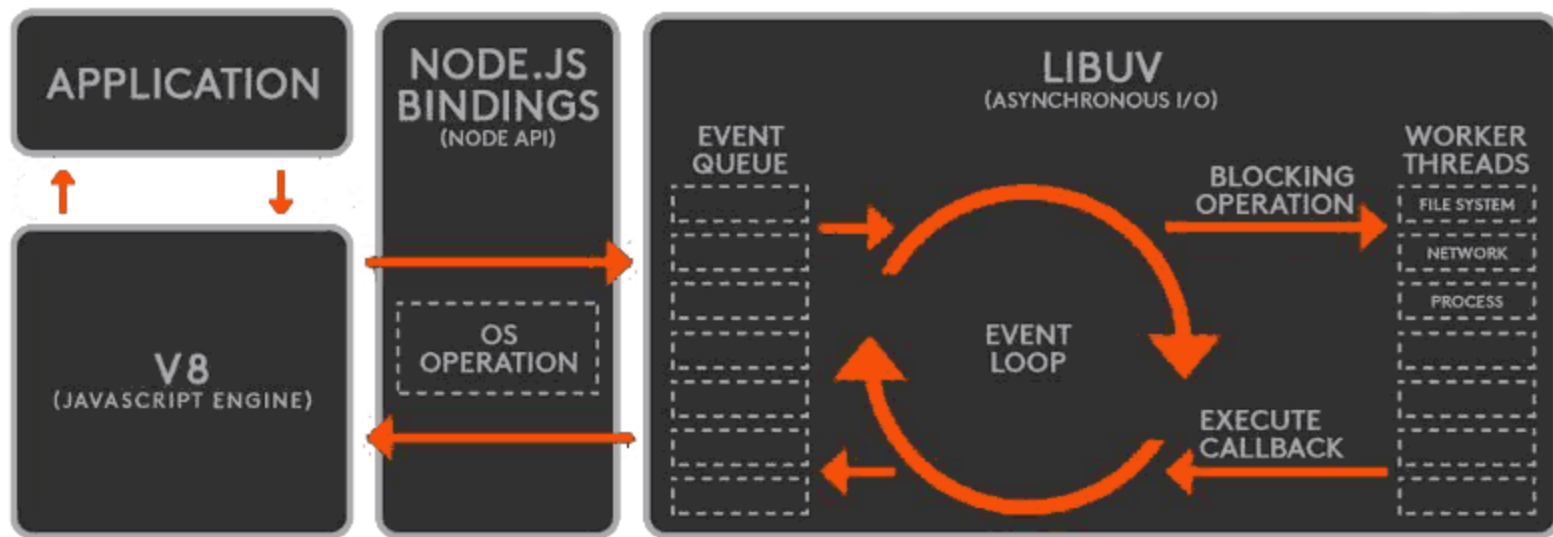 APPLICATION
V8
(JAVASCRIPT ENGINE)
NODE.JS
BINDINGS
(NODE API)
OS
OPERATION
LIBUV
(ASYNCHRONOUS I/O)
EVENT
QUEUE
EVENT
LOOP
BLOCKING
OPERATION
EXECUTE
CALLBACK
WORKER
THREADS
FILE SYSTEM
NETWORK
PROCESS